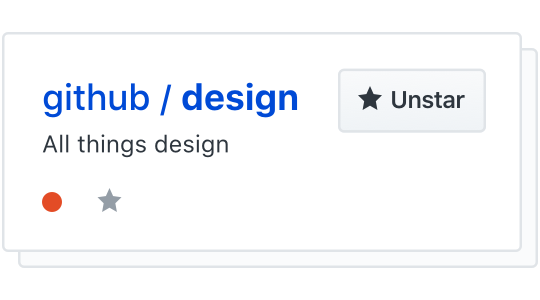 github / design
Unstar
All things design